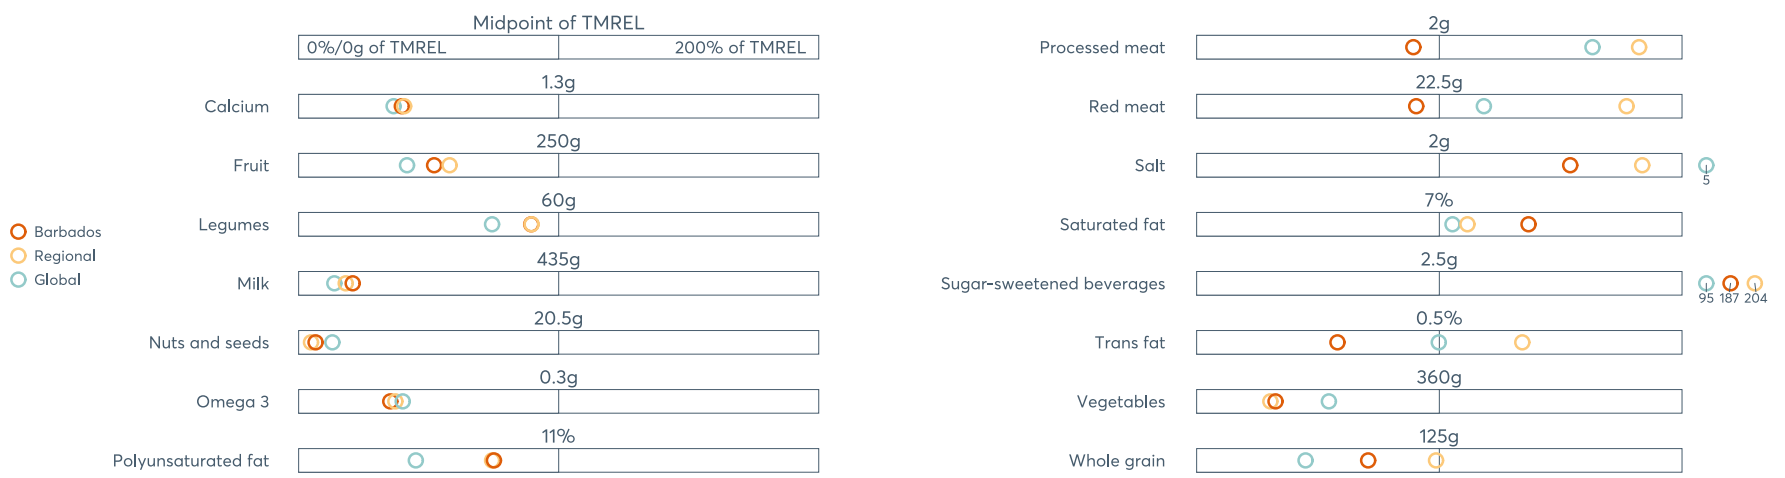 Midpoint of TMREL
0%/0g of TMREL 200% of TMREL
1.3g
Calcium
250g
Fruit
60g
Legumes
435g
Milk
20.5g
Nuts and seeds
0.3g
Omega 3
11%
Polyunsaturated fat
Barbados
Regional
Global
2g
Processed meat
22.5g
Red meat
2g
Salt
5
7%
Saturated fat
2.5g
Sugar-sweetened beverages
95 187 204
0.5%
Trans fat
360g
Vegetables
125g
Whole grain